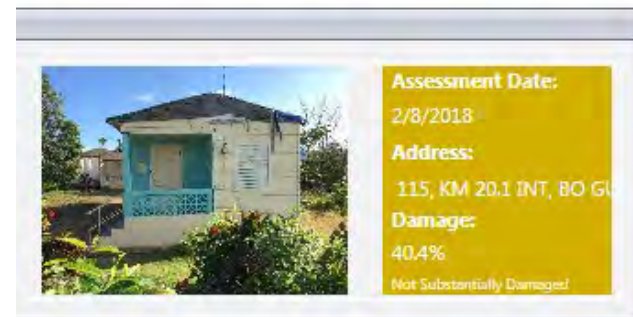 Assessment Date:
2/8/2018
Address:
115, KM 20.1 INT, BO GU
Damage:
40.4%
Not Substantially Damaged